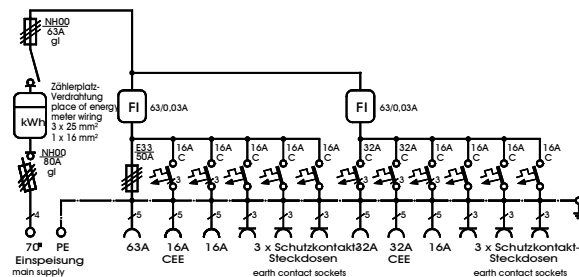 NH00
63A
gl
Zählerplatz-
Verdrahtung
place of energy
meter wiring
3 x 25 mm²
1 x 16 mm²
kWh
NH00
80A
gl
FI
63/0,03A
FI
63/0,03A
E33
50A
16A
C
16A
C
16A
C
16A
C
16A
C
32A
C
32A
C
16A
C
16A
C
16A
C
16A
C
3
3
3
3
4
5
5
5
3
3
3
5
5
5
3
3
3
70
PE
63A
16A
CEE
16A
3 x Schutzkontakt-
Steckdosen
earth contact sockets
32A
32A
CEE
16A
3 x Schutzkontakt-
Steckdosen
earth contact sockets
Einspeisung
main supply